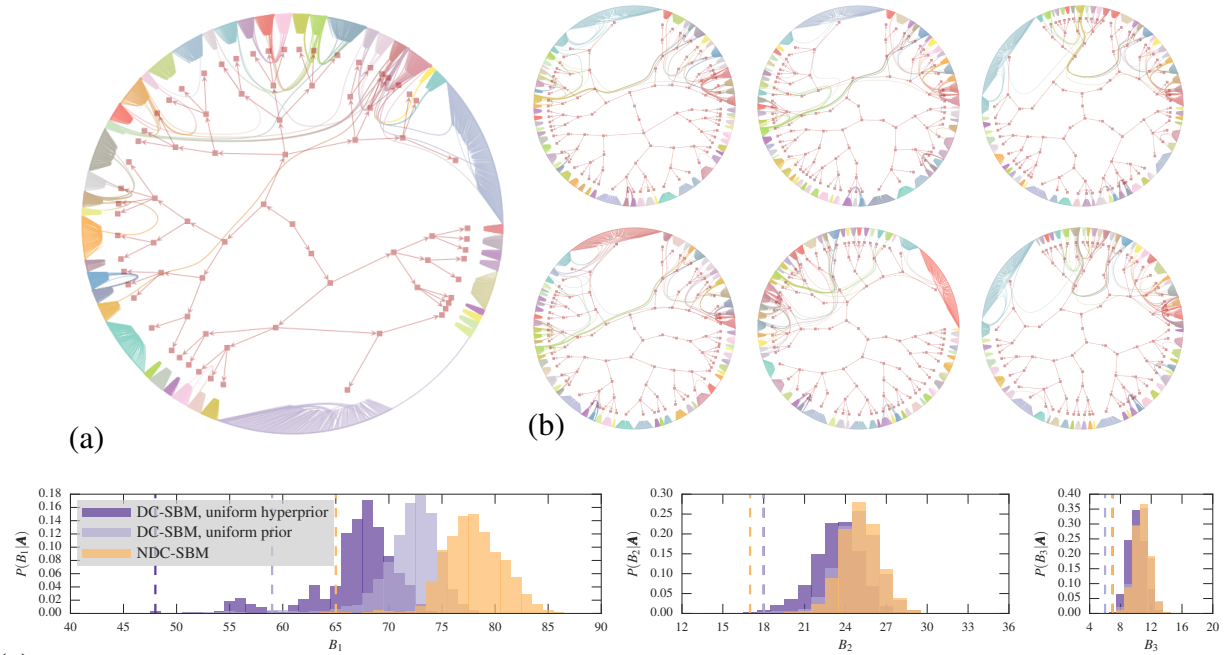 (a)
(b)
0.18
0.16
0.14
0.12
0.10
0.08
0.06
0.04
0.02
0.00
P(B₁|A)
DC-SBM, uniform hyperprior
DC-SBM, uniform prior
NDC-SBM
40 45 50 55 60 65 70 75 80 85 90
B₁
0.30
0.25
0.20
0.15
0.10
0.05
0.00
P(B₂|A)
12 15 18 21 24 27 30 33 36
B₂
0.40
0.35
0.30
0.25
0.20
0.15
0.10
0.05
0.00
P(B₃|A)
4 8 12 16 20
B₃